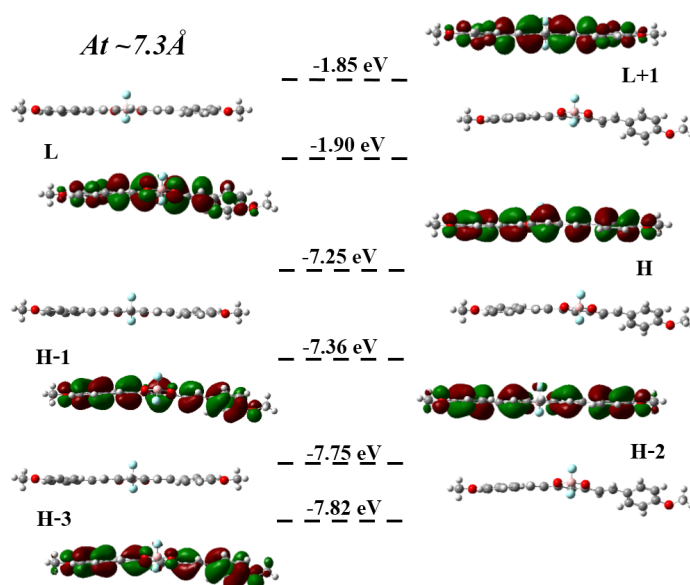 At ~7.3Å
-1.85 eV
L+1
-1.90 eV
L
-7.25 eV
H
-7.36 eV
H-1
-7.75 eV
H-2
-7.82 eV
H-3